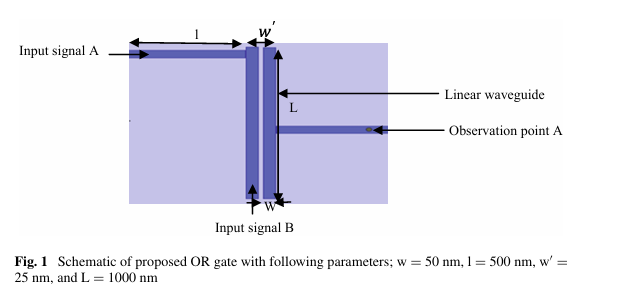 l
w′
Input signal A
Linear waveguide
L
Observation point A
w
Input signal B
Fig. 1 Schematic of proposed OR gate with following parameters; w = 50 nm, l = 500 nm, w′ =
25 nm, and L = 1000 nm